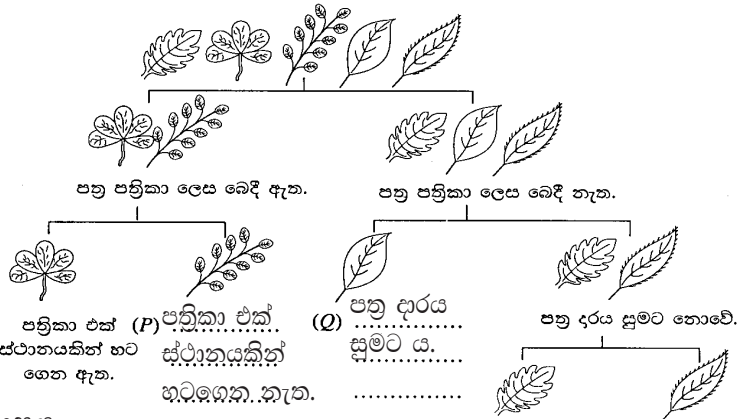 පත්‍ර පත්‍රිකා ලෙස බෙදී ඇත.
පත්‍ර පත්‍රිකා ලෙස බෙදී නැත.
පත්‍රිකා එක්
ස්ථානයකින් හට
ගෙන ඇත.
(P) පත්‍රිකා එක්
ස්ථානයකින්
හටගෙන නැත.
(Q) පත්‍ර දාරය
සුමට ය.
පත්‍ර දාරය සුමට නොවේ.